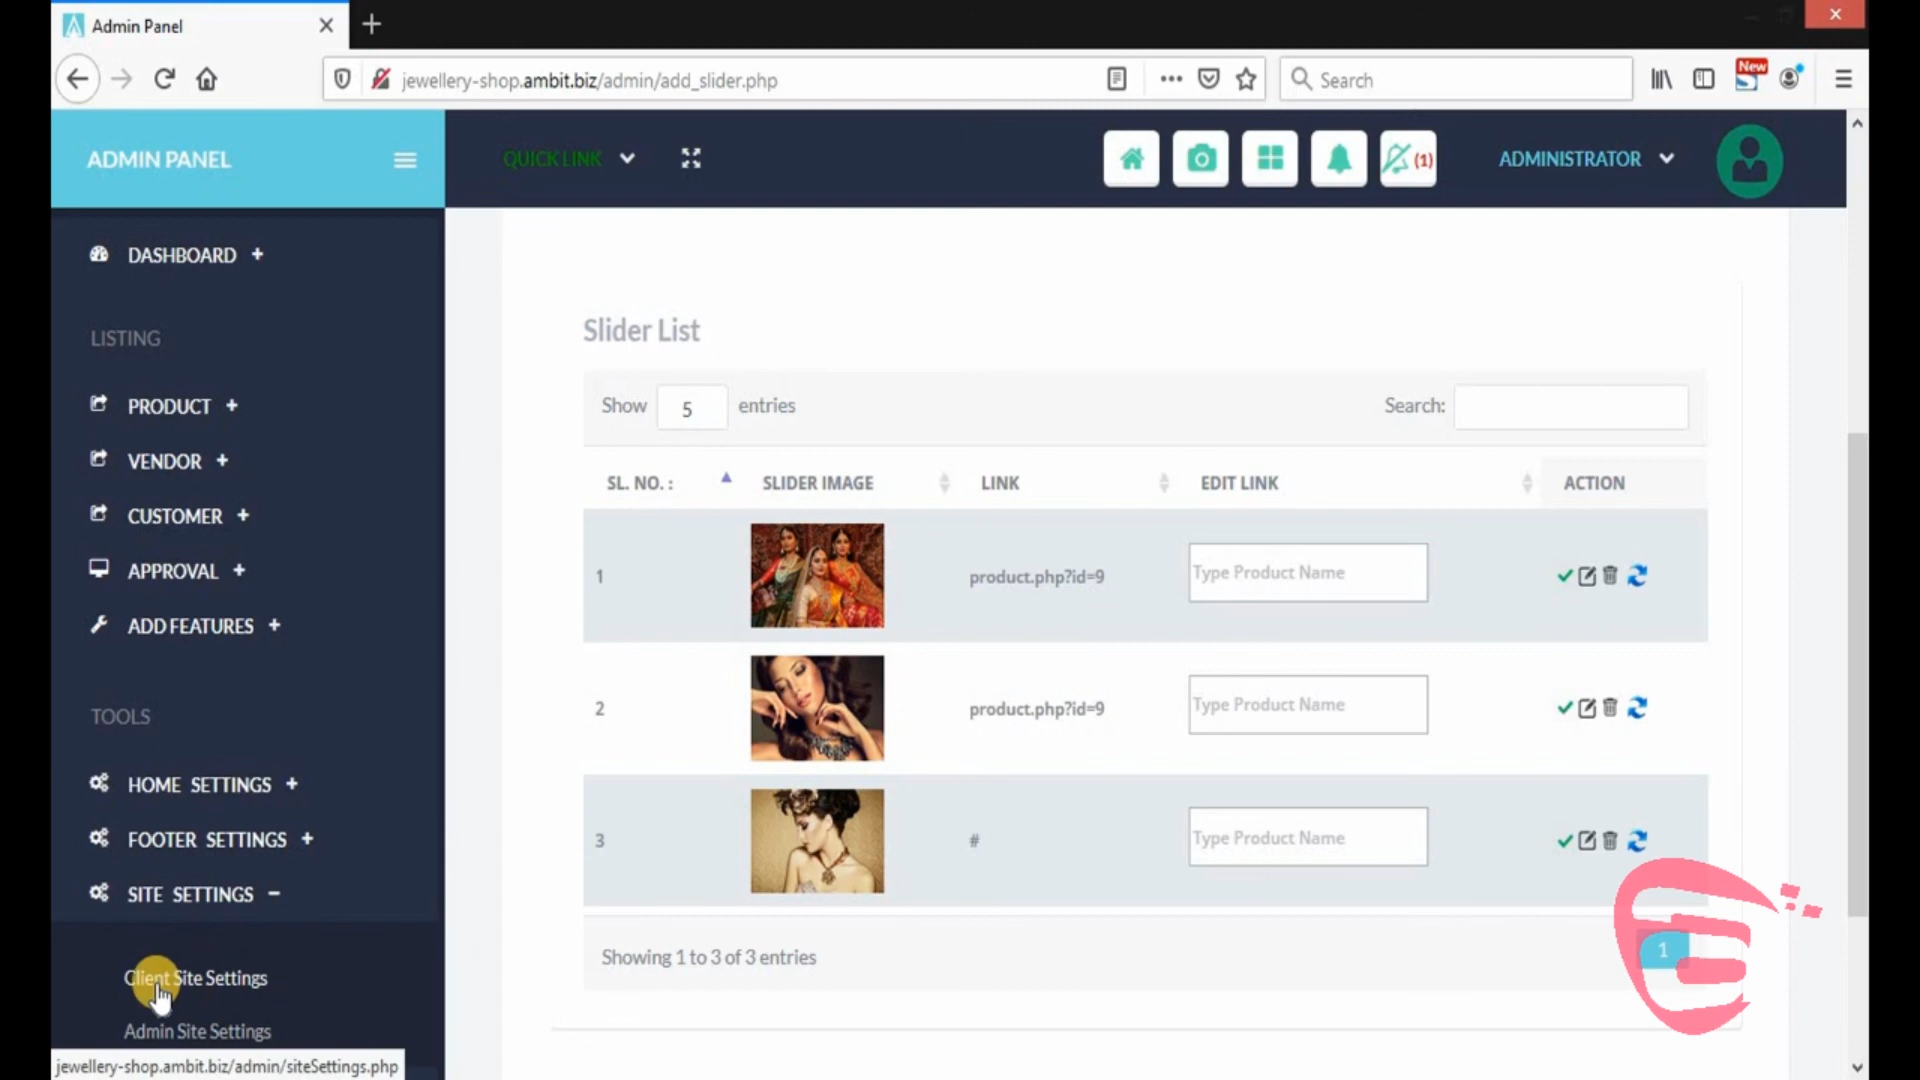 Admin Panel
jewellery-shop.ambit.biz/admin/add_slider.php
Search
New
ADMIN PANEL
QUICK LINK
(1)
ADMINISTRATOR
DASHBOARD +
LISTING
PRODUCT +
VENDOR +
CUSTOMER +
APPROVAL +
ADD FEATURES +
TOOLS
HOME SETTINGS +
FOOTER SETTINGS +
SITE SETTINGS −
Client Site Settings
Admin Site Settings
jewellery-shop.ambit.biz/admin/siteSettings.php
Slider List
Show 5 entries
Search:
SL. NO. : SLIDER IMAGE LINK EDIT LINK ACTION
1 product.php?id=9 Type Product Name
2 product.php?id=9 Type Product Name
3 # Type Product Name
Showing 1 to 3 of 3 entries
1